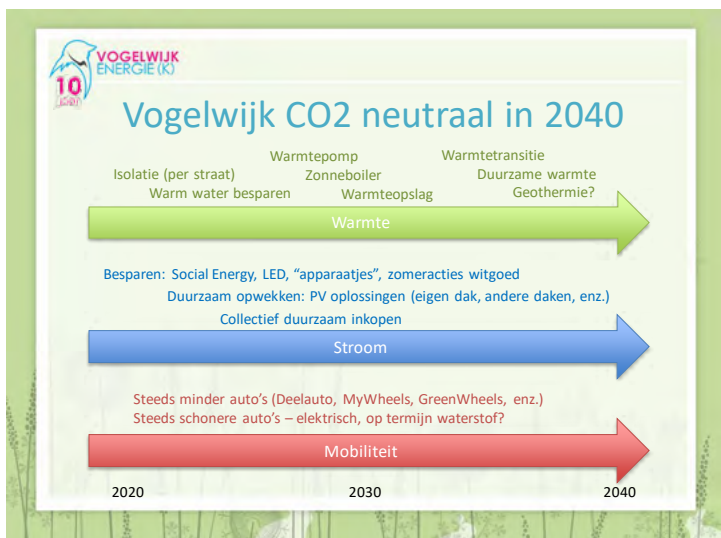 VOGELWIJK
ENERGIE(K)
10
jaar
Vogelwijk CO2 neutraal in 2040
Warmtepomp Warmtetransitie
Isolatie (per straat) Zonneboiler Duurzame warmte
Warm water besparen Warmteopslag Geothermie?
Warmte
Besparen: Social Energy, LED, “apparaatjes”, zomeracties witgoed
Duurzaam opwekken: PV oplossingen (eigen dak, andere daken, enz.)
Collectief duurzaam inkopen
Stroom
Steeds minder auto’s (Deelauto, MyWheels, GreenWheels, enz.)
Steeds schonere auto’s – elektrisch, op termijn waterstof?
Mobiliteit
2020 2030 2040